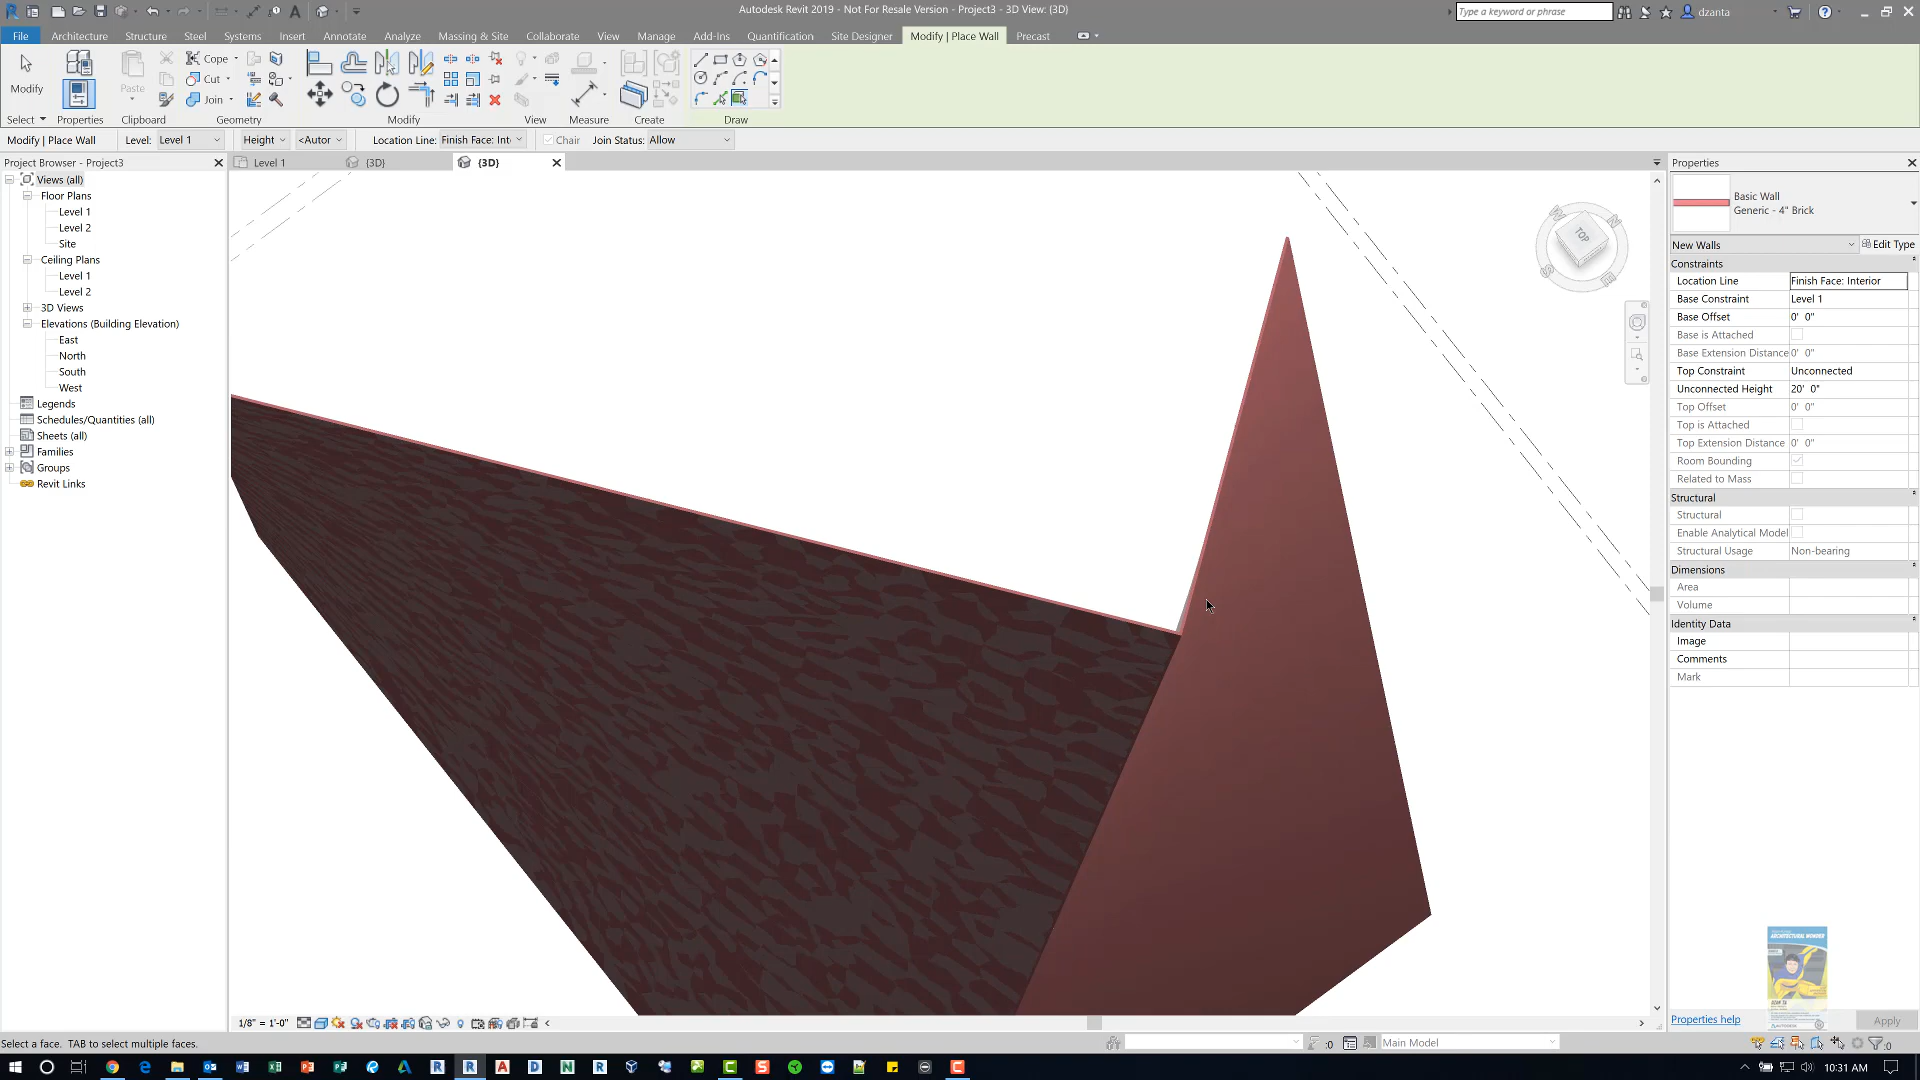 Autodesk Revit 2019 - Not For Resale Version - Project3 - 3D View: {3D}
Type a keyword or phrase
dzanta
File Architecture Structure Steel Systems Insert Annotate Analyze Massing & Site Collaborate View Manage Add-Ins Quantification Site Designer Modify | Place Wall Precast
Modify
Paste
Cope
Cut
Join
Select Properties Clipboard Geometry Modify View Measure Create Draw
Modify | Place Wall Level: Level 1 Height <Autor Location Line: Finish Face: Int Chair Join Status: Allow
Project Browser - Project3
Views (all)
Floor Plans
Level 1
Level 2
Site
Ceiling Plans
Level 1
Level 2
3D Views
Elevations (Building Elevation)
East
North
South
West
Legends
Schedules/Quantities (all)
Sheets (all)
Families
Groups
Revit Links
Level 1 {3D} {3D}
TOP
W N S E
Properties
Basic Wall
Generic - 4" Brick
New Walls Edit Type
Constraints
Location Line Finish Face: Interior
Base Constraint Level 1
Base Offset 0' 0"
Base is Attached
Base Extension Distance 0' 0"
Top Constraint Unconnected
Unconnected Height 20' 0"
Top Offset 0' 0"
Top is Attached
Top Extension Distance 0' 0"
Room Bounding
Related to Mass
Structural
Structural
Enable Analytical Model
Structural Usage Non-bearing
Dimensions
Area
Volume
Identity Data
Image
Comments
Mark
ARCHITECTURAL WONDER
AUTODESK
Properties help Apply
1/8" = 1'-0"
Select a face. TAB to select multiple faces.
:0 Main Model :0
10:31 AM